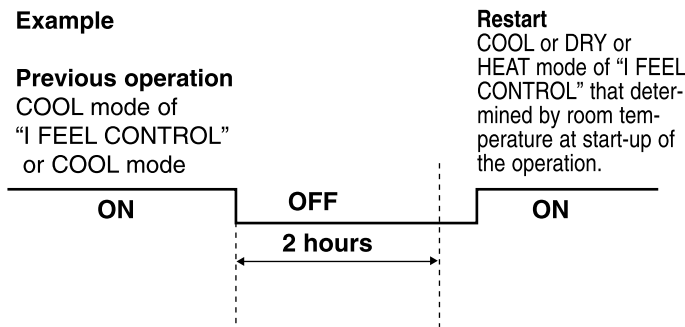 Example
Previous operation
COOL mode of
“I FEEL CONTROL”
or COOL mode
Restart
COOL or DRY or
HEAT mode of “I FEEL
CONTROL” that deter-
mined by room tem-
perature at start-up of
the operation.
ON
OFF
ON
2 hours